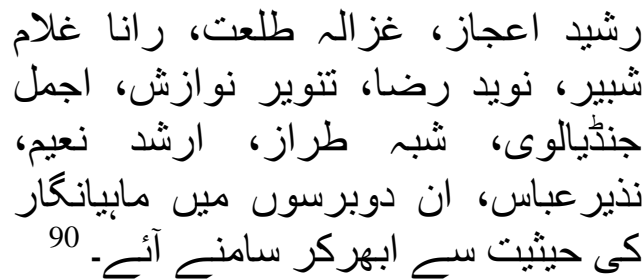 رشید اعجاز، غزالہ طلعت، رانا غلام
شبیر، نوید رضا، تنویر نوازش، اجمل
جنڈیالوی، شبہ طراز، ارشد نعیم،
نذیرعباس، ان دوبرسوں میں ماہیانگار
کی حیثیت سے ابھرکر سامنے آئے۔ 90